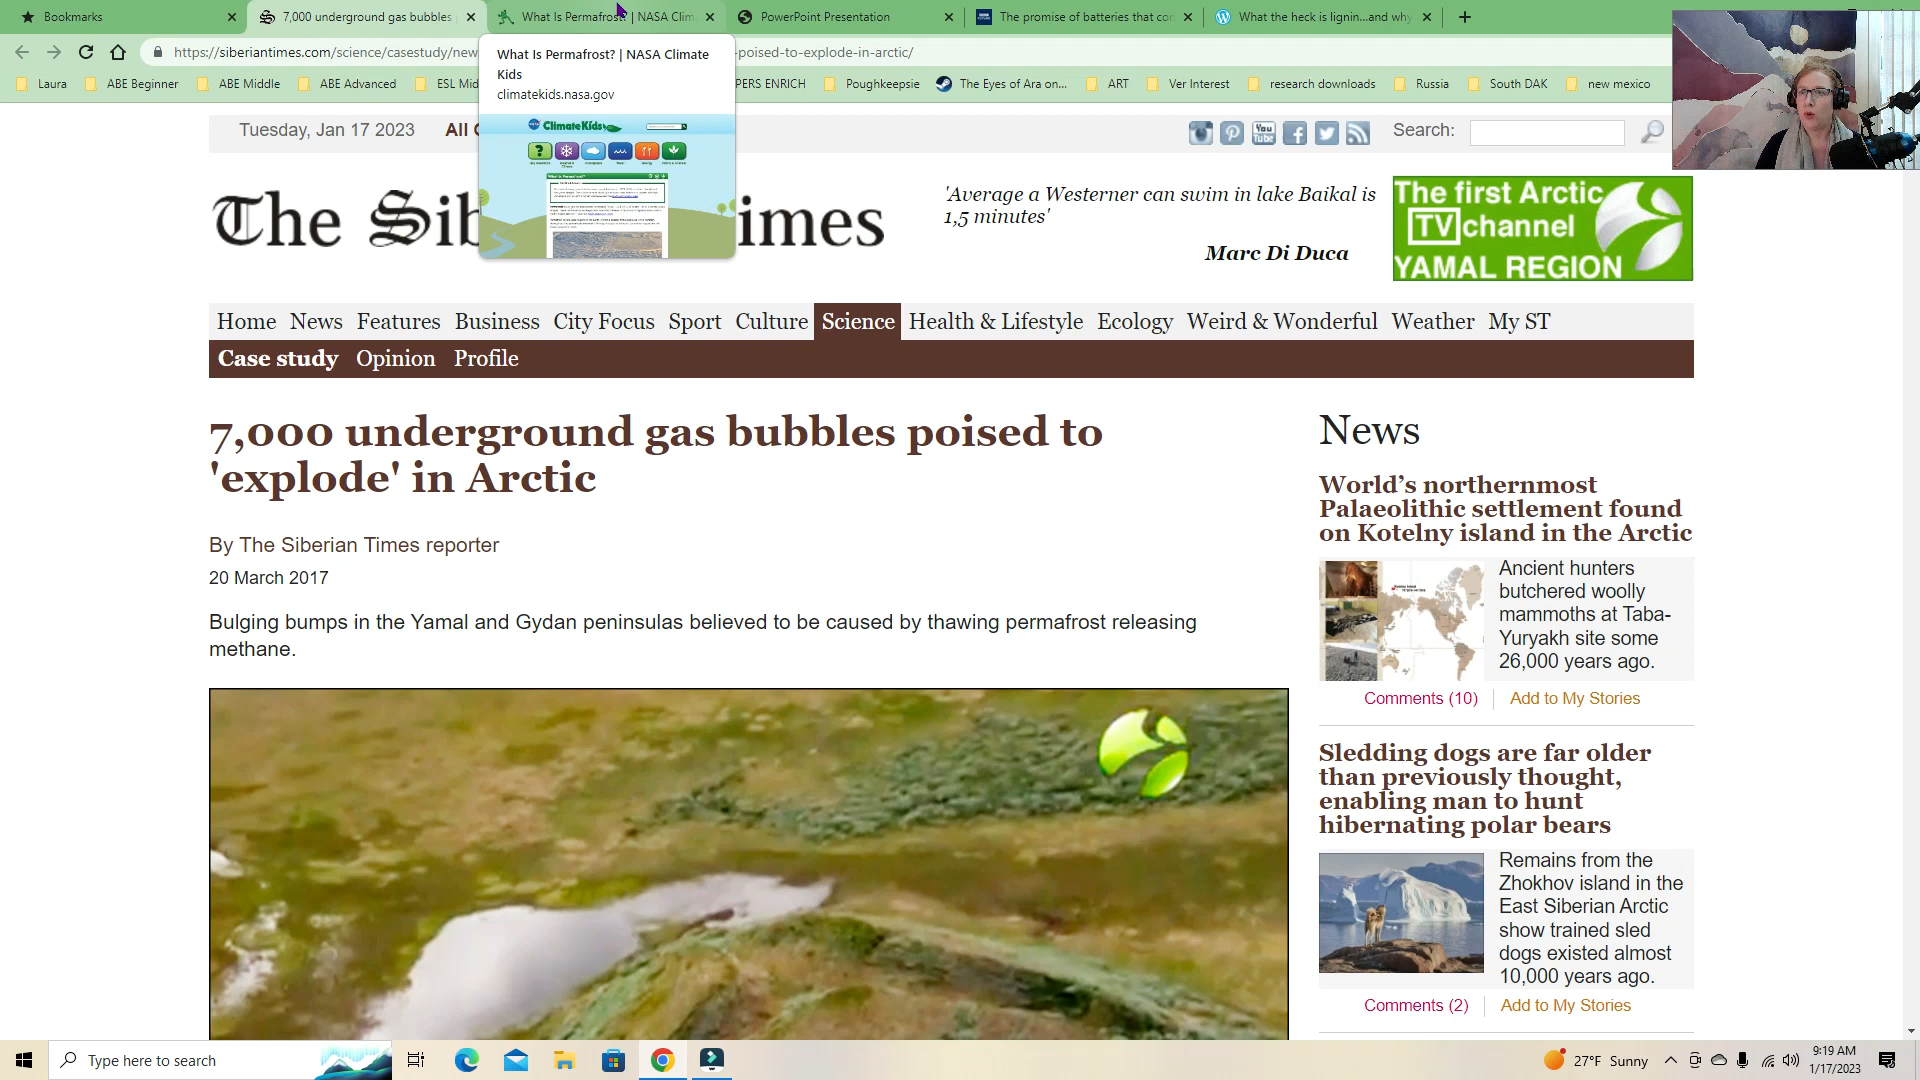 Bookmarks
7,000 underground gas bubbles
What Is Permafrost? | NASA Clim
PowerPoint Presentation
The promise of batteries that cor
What the heck is lignin...and why
https://siberiantimes.com/science/casestudy/new
-poised-to-explode-in-arctic/
Laura
ABE Beginner
ABE Middle
ABE Advanced
ESL Mid
PERS ENRICH
Poughkeepsie
The Eyes of Ara on...
ART
Ver Interest
research downloads
Russia
South DAK
new mexico
What Is Permafrost? | NASA Climate
Kids
climatekids.nasa.gov
ClimateKids
Tuesday, Jan 17 2023
All
You Tube
Search:
The Sib
imes
'Average a Westerner can swim in lake Baikal is
1,5 minutes'
Marc Di Duca
The first Arctic
TV channel
YAMAL REGION
Home News Features Business City Focus Sport Culture Science Health & Lifestyle Ecology Weird & Wonderful Weather My ST
Case study Opinion Profile
7,000 underground gas bubbles poised to
'explode' in Arctic
By The Siberian Times reporter
20 March 2017
Bulging bumps in the Yamal and Gydan peninsulas believed to be caused by thawing permafrost releasing
methane.
News
World's northernmost
Palaeolithic settlement found
on Kotelny island in the Arctic
Ancient hunters
butchered woolly
mammoths at Taba-
Yuryakh site some
26,000 years ago.
Comments (10)
Add to My Stories
Sledding dogs are far older
than previously thought,
enabling man to hunt
hibernating polar bears
Remains from the
Zhokhov island in the
East Siberian Arctic
show trained sled
dogs existed almost
10,000 years ago.
Comments (2)
Add to My Stories
Type here to search
27°F Sunny
9:19 AM
1/17/2023